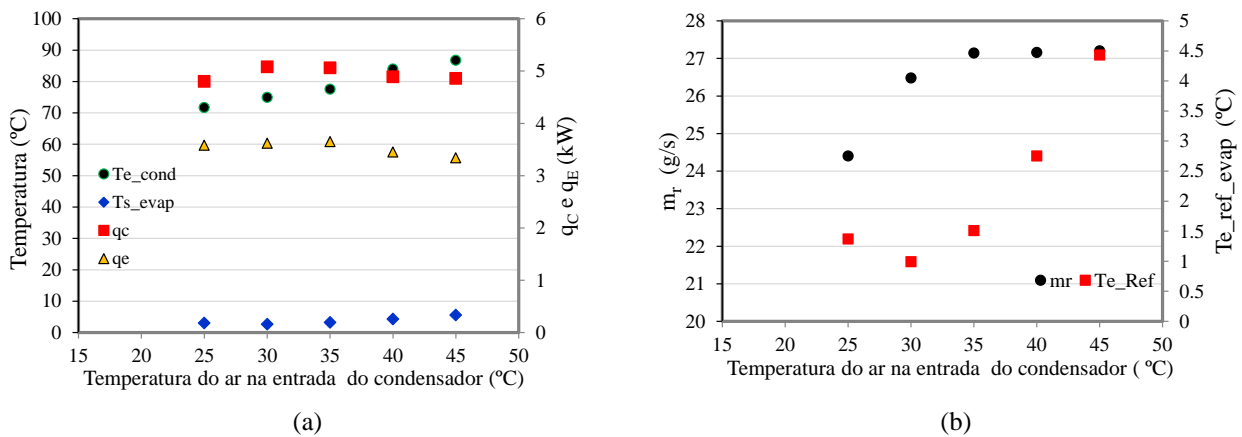 100
90
80
70
60
50
40
30
20
10
0
Temperatura (ºC)
6
5
4
3
2
1
0
q_C e q_E (kW)
Te_cond
Ts_evap
qc
qe
15 20 25 30 35 40 45 50
Temperatura do ar na entrada do condensador (ºC)
(a)
28
27
26
25
24
23
22
21
20
m_r (g/s)
5
4.5
4
3.5
3
2.5
2
1.5
1
0.5
0
Te_ref_evap (ºC)
mr Te_Ref
15 20 25 30 35 40 45 50
Temperatura do ar na entrada do condensador ( ºC)
(b)